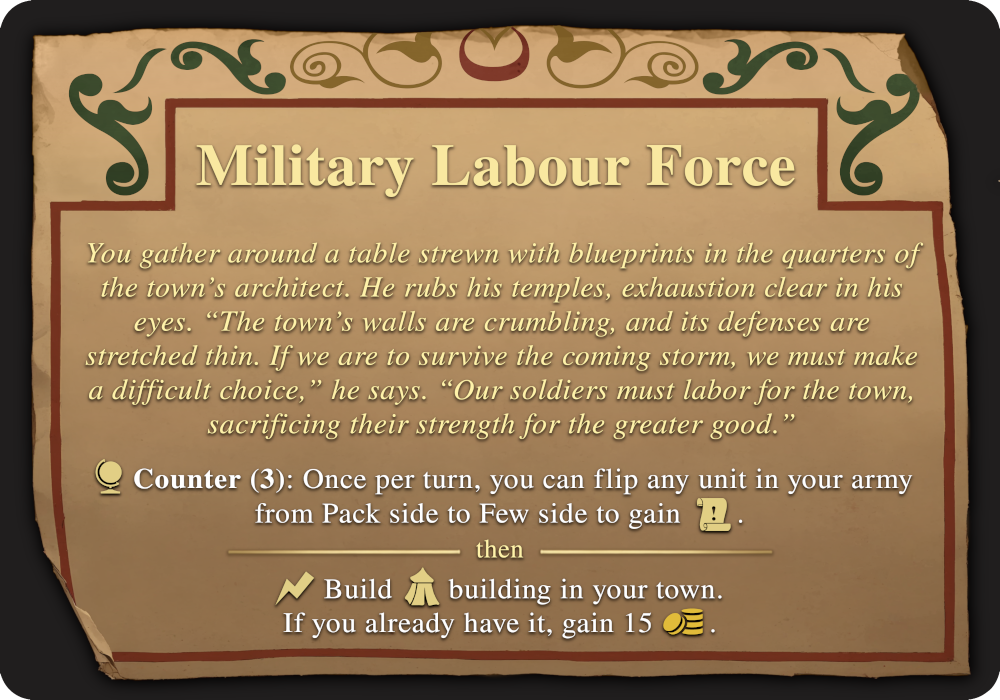 Military Labour Force
You gather around a table strewn with blueprints in the quarters of
the town’s architect. He rubs his temples, exhaustion clear in his
eyes. “The town’s walls are crumbling, and its defenses are
stretched thin. If we are to survive the coming storm, we must make
a difficult choice,” he says. “Our soldiers must labor for the town,
sacrificing their strength for the greater good.”
Counter (3): Once per turn, you can flip any unit in your army
from Pack side to Few side to gain .
then
Build building in your town.
If you already have it, gain 15 .